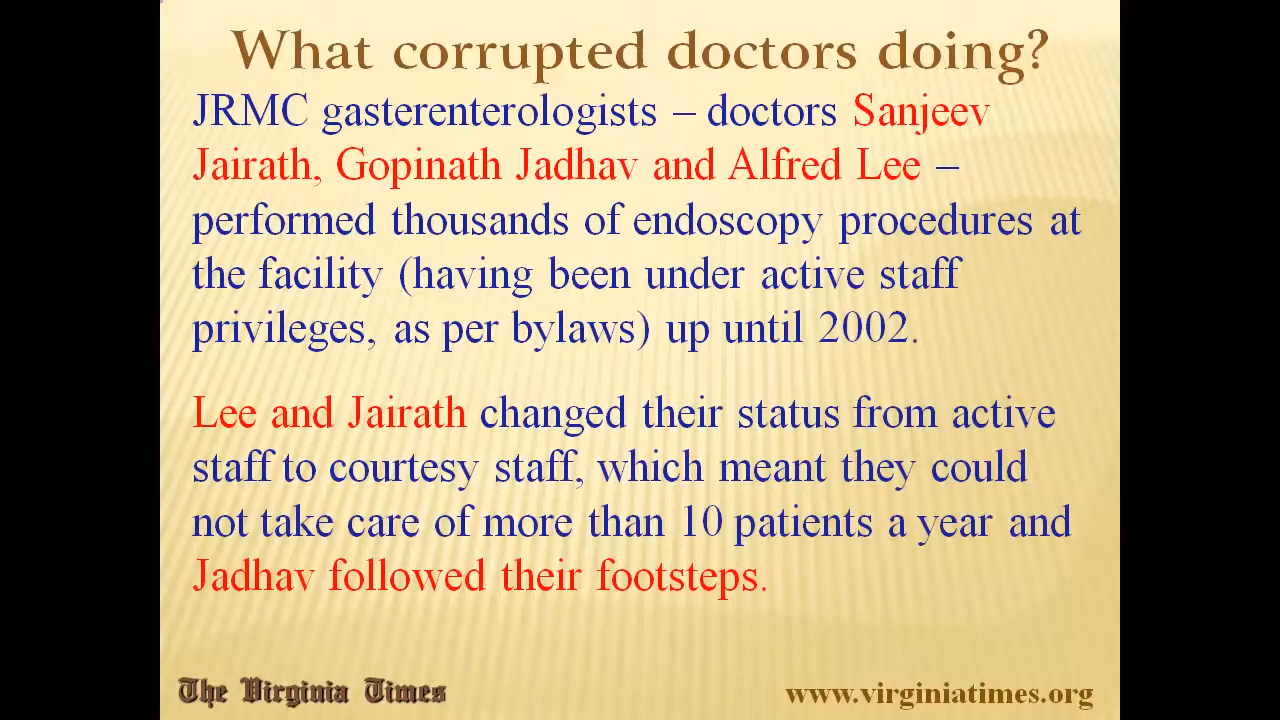 What corrupted doctors doing?
JRMC gasterenterologists – doctors Sanjeev
Jairath, Gopinath Jadhav and Alfred Lee –
performed thousands of endoscopy procedures at
the facility (having been under active staff
privileges, as per bylaws) up until 2002.
Lee and Jairath changed their status from active
staff to courtesy staff, which meant they could
not take care of more than 10 patients a year and
Jadhav followed their footsteps.
The Virginia Times
www.virginiatimes.org